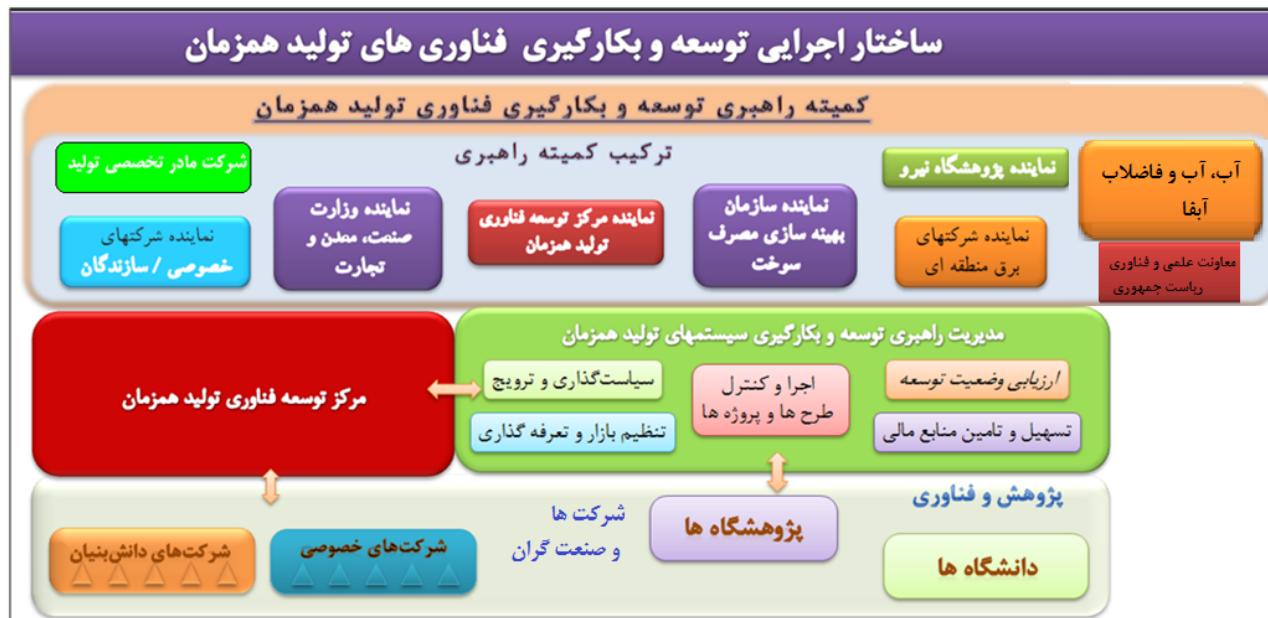 ساختار اجرایی توسعه و بکارگیری فناوری های تولید همزمان
کمیته راهبری توسعه و بکارگیری فناوری تولید همزمان
ترکیب کمیته راهبری
آب، آب و فاضلاب
آبفا
معاونت علمی و فناوری
ریاست جمهوری
نماینده پژوهشگاه نیرو
نماینده شرکتهای
برق منطقه ای
نماینده سازمان
بهینه سازی مصرف
سوخت
نماینده مرکز توسعه فناوری
تولید همزمان
نماینده وزارت
صنعت، معدن و
تجارت
شرکت مادر تخصصی تولید
نماینده شرکتهای
خصوصی / سازندگان
مدیریت راهبری توسعه و بکارگیری سیستمهای تولید همزمان
ارزیابی وضعیت توسعه
تسهیل و تامین منابع مالی
اجرا و کنترل
طرح ها و پروژه ها
سیاست‌گذاری و ترویج
تنظیم بازار و تعرفه گذاری
مرکز توسعه فناوری تولید همزمان
پژوهش و فناوری
دانشگاه ها
پژوهشگاه ها
شرکت ها
و صنعت گران
شرکت‌های خصوصی
شرکت‌های دانش‌بنیان